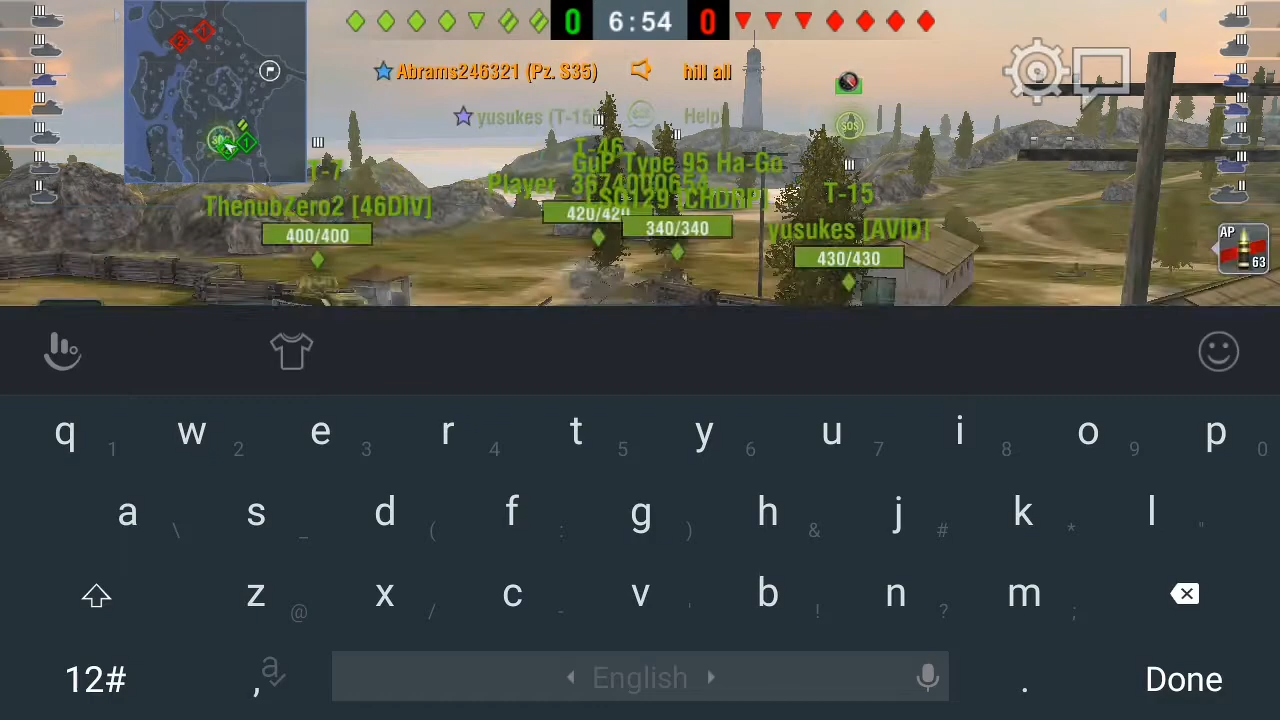 0 6:54 0
Abrams246321 (Pz. S35) hill all
yusukes (T-15 Help!
SOS
T-46
T-7 GuP Type 95 Ha-Go
Player_3674000654
T-15
ThenubZero2 [46DIV] yusukes [AVID]
420/420 340/340
400/400 430/430
AP
63
q 1 w 2 e 3 r 4 t 5 y 6 u 7 i 8 o 9 p 0
a \ s _ d ( f : g ) h & j # k * l "
z @ x / c - v ' b ! n ? m ;
12# , a English . Done